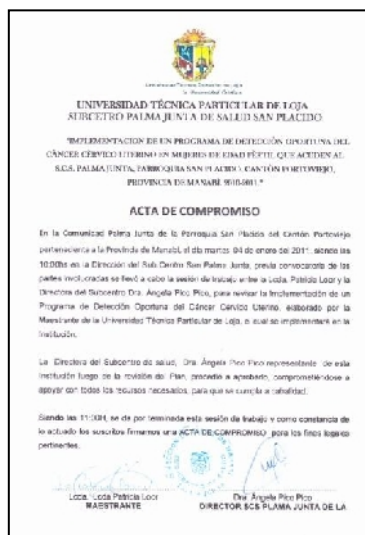 UNIVERSIDAD TÉCNICA PARTICULAR DE LOJA
SUBCETRO PALMA JUNTA DE SALUD SAN PLACIDO
"IMPLEMENTACION DE UN PROGRAMA DE DETECCIÓN OPORTUNA DEL
CÁNCER CÉRVICO UTERINO EN MUJERES DE EDAD FÉRTIL QUE ACUDEN AL
S.C.S. PALMA JUNTA, PARROQUIA SAN PLACIDO, CANTÓN PORTOVIEJO,
PROVINCIA DE MANABÍ. 2010-2011."
ACTA DE COMPROMISO
En la Comunidad Palma Junta de la Parroquia San Placido del Cantón Portoviejo
perteneciente a la Provincia de Manabí, el día martes 04 de enero del 2011, siendo las
10:00hs en la Dirección del Sub Centro San Palma Junta, previa convocatoria de las
partes involucradas se llevó a cabo la sesión de trabajo entre la Lcda. Patricia Loor y la
Directora del Subcentro Dra. Ángela Pico Pico, para revisar la Implementación de un
Programa de Detección Oportuna del Cáncer Cervico Uterino, elaborado por la
Maestrante de la Universidad Técnica Particular de Loja, el cual se implementará en la
Institución.
La Directora del Subcentro de salud, Dra. Ángela Pico Pico representante de esta
institución luego de la revisión del Plan, procedió a aprobarlo, comprometiéndose a
apoyar con todos los recursos necesarios, para que se cumpla a cabalidad.
Siendo las 11:00H, se da por terminada esta sesión de trabajo y como constancia de
lo actuado los suscritos firmamos una ACTA DE COMPROMISO para los fines legales
pertinentes.
Lcda. Patricia Loor
MAESTRANTE
Dra. Ángela Pico Pico
DIRECTOR SCS PLAMA JUNTA DE LA